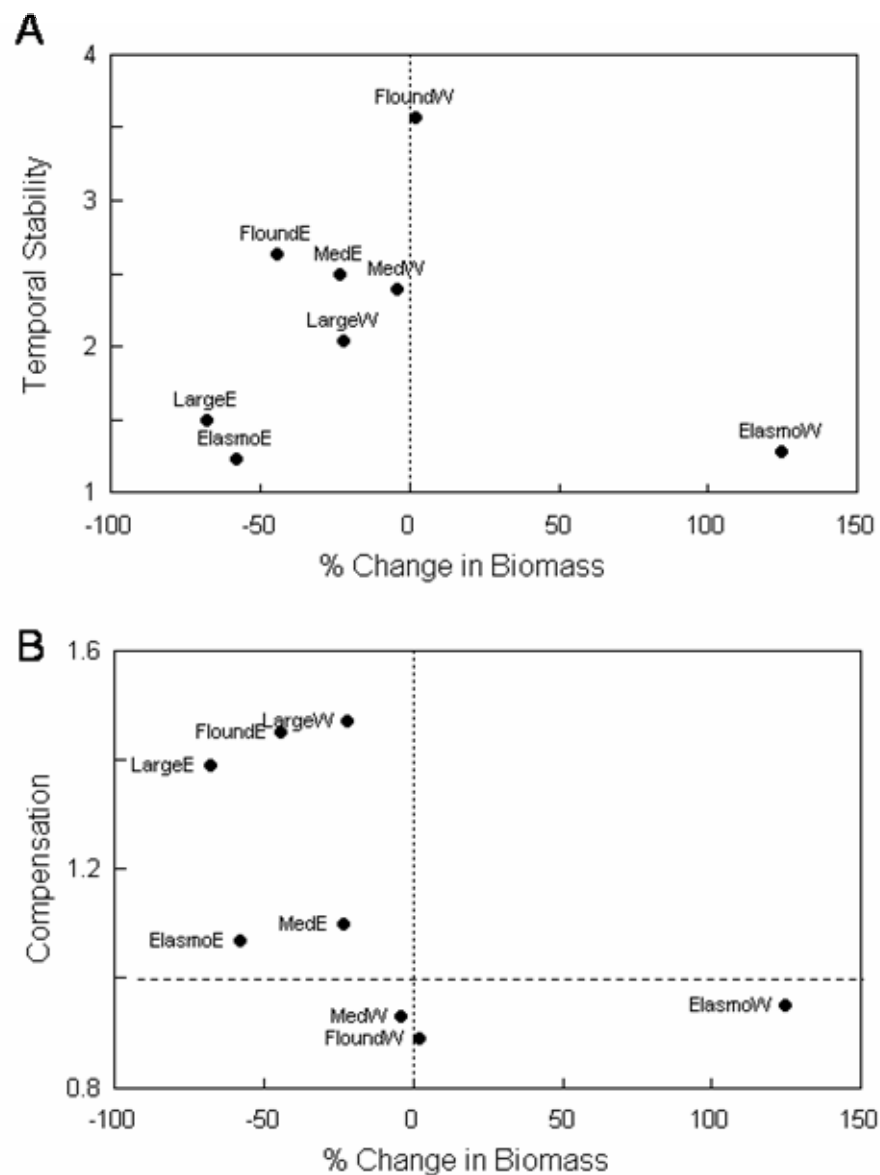 A
4
FloundW
3
FloundE
MedE
MedW
LargeW
2
LargeE
ElasmoE
ElasmoW
1
-100 -50 0 50 100 150
Temporal Stability
% Change in Biomass
B
1.6
LargeW
FloundE
LargeE
1.2
MedE
ElasmoE
ElasmoW
MedW
FloundW
0.8
-100 -50 0 50 100 150
Compensation
% Change in Biomass